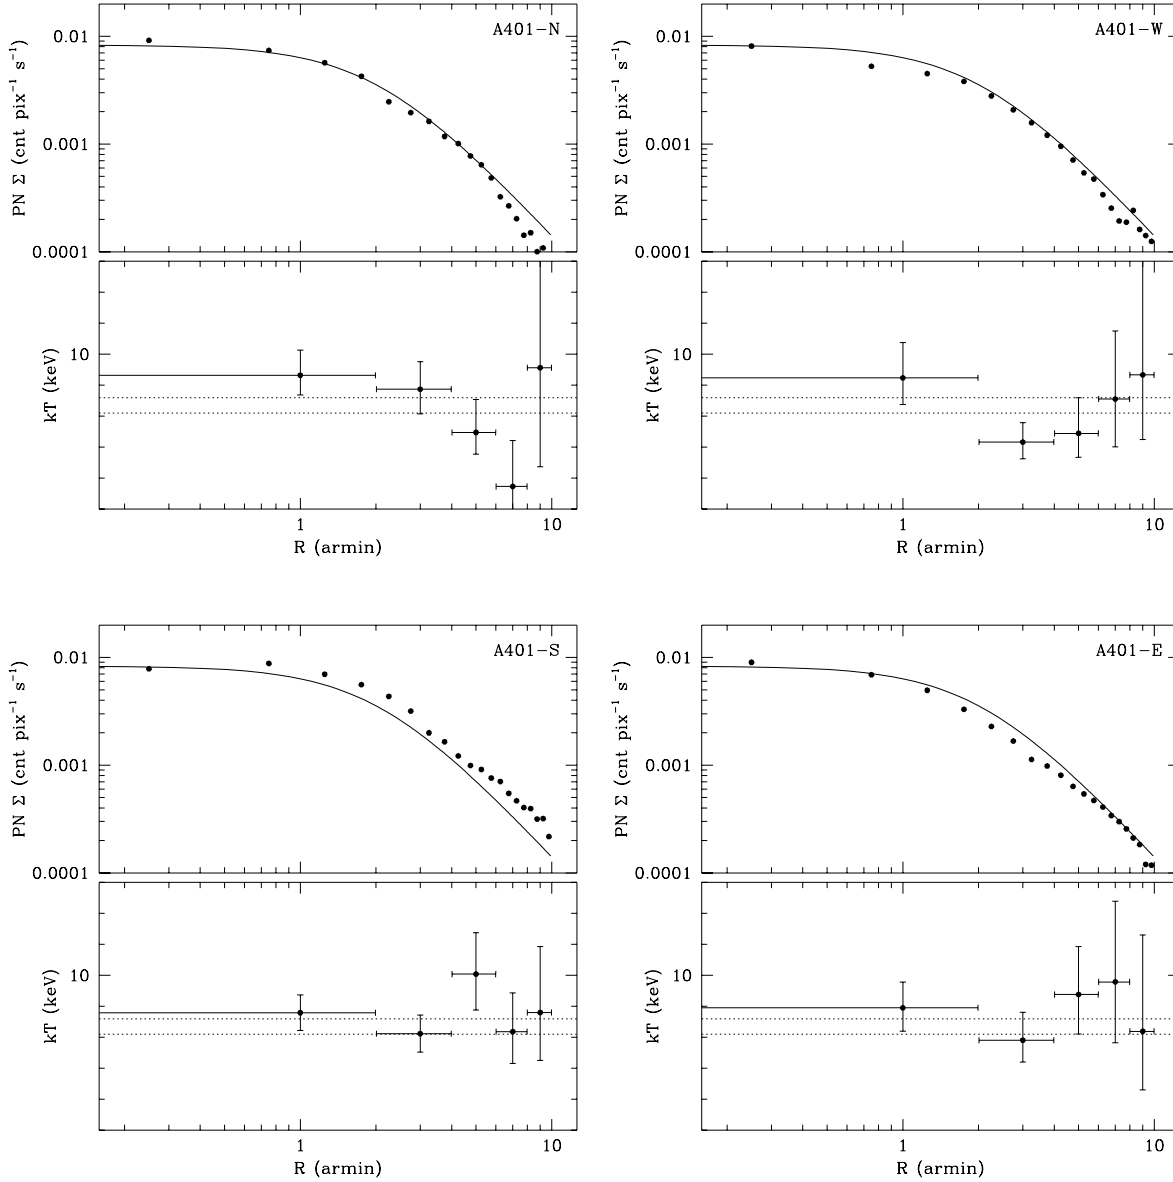 A401-N
PN Σ (cnt pix⁻¹ s⁻¹)
0.01
0.001
0.0001
kT (keV)
10
1
10
R (armin)
A401-W
PN Σ (cnt pix⁻¹ s⁻¹)
0.01
0.001
0.0001
kT (keV)
10
1
10
R (armin)
A401-S
PN Σ (cnt pix⁻¹ s⁻¹)
0.01
0.001
0.0001
kT (keV)
10
1
10
R (armin)
A401-E
PN Σ (cnt pix⁻¹ s⁻¹)
0.01
0.001
0.0001
kT (keV)
10
1
10
R (armin)